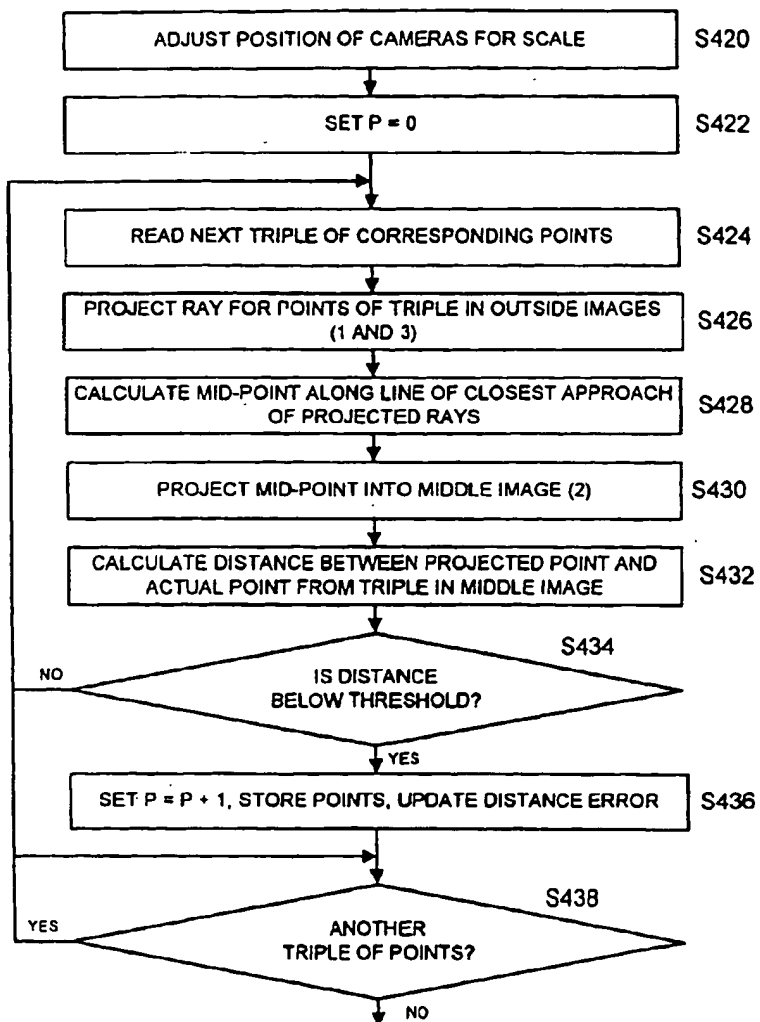 ADJUST POSITION OF CAMERAS FOR SCALE
S420
SET P = 0
S422
READ NEXT TRIPLE OF CORRESPONDING POINTS
S424
PROJECT RAY FOR POINTS OF TRIPLE IN OUTSIDE IMAGES
(1 AND 3)
S426
CALCULATE MID-POINT ALONG LINE OF CLOSEST APPROACH
OF PROJECTED RAYS
S428
PROJECT MID-POINT INTO MIDDLE IMAGE (2)
S430
CALCULATE DISTANCE BETWEEN PROJECTED POINT AND
ACTUAL POINT FROM TRIPLE IN MIDDLE IMAGE
S432
S434
NO
IS DISTANCE
BELOW THRESHOLD?
YES
SET P = P + 1, STORE POINTS, UPDATE DISTANCE ERROR
S436
S438
YES
ANOTHER
TRIPLE OF POINTS?
NO